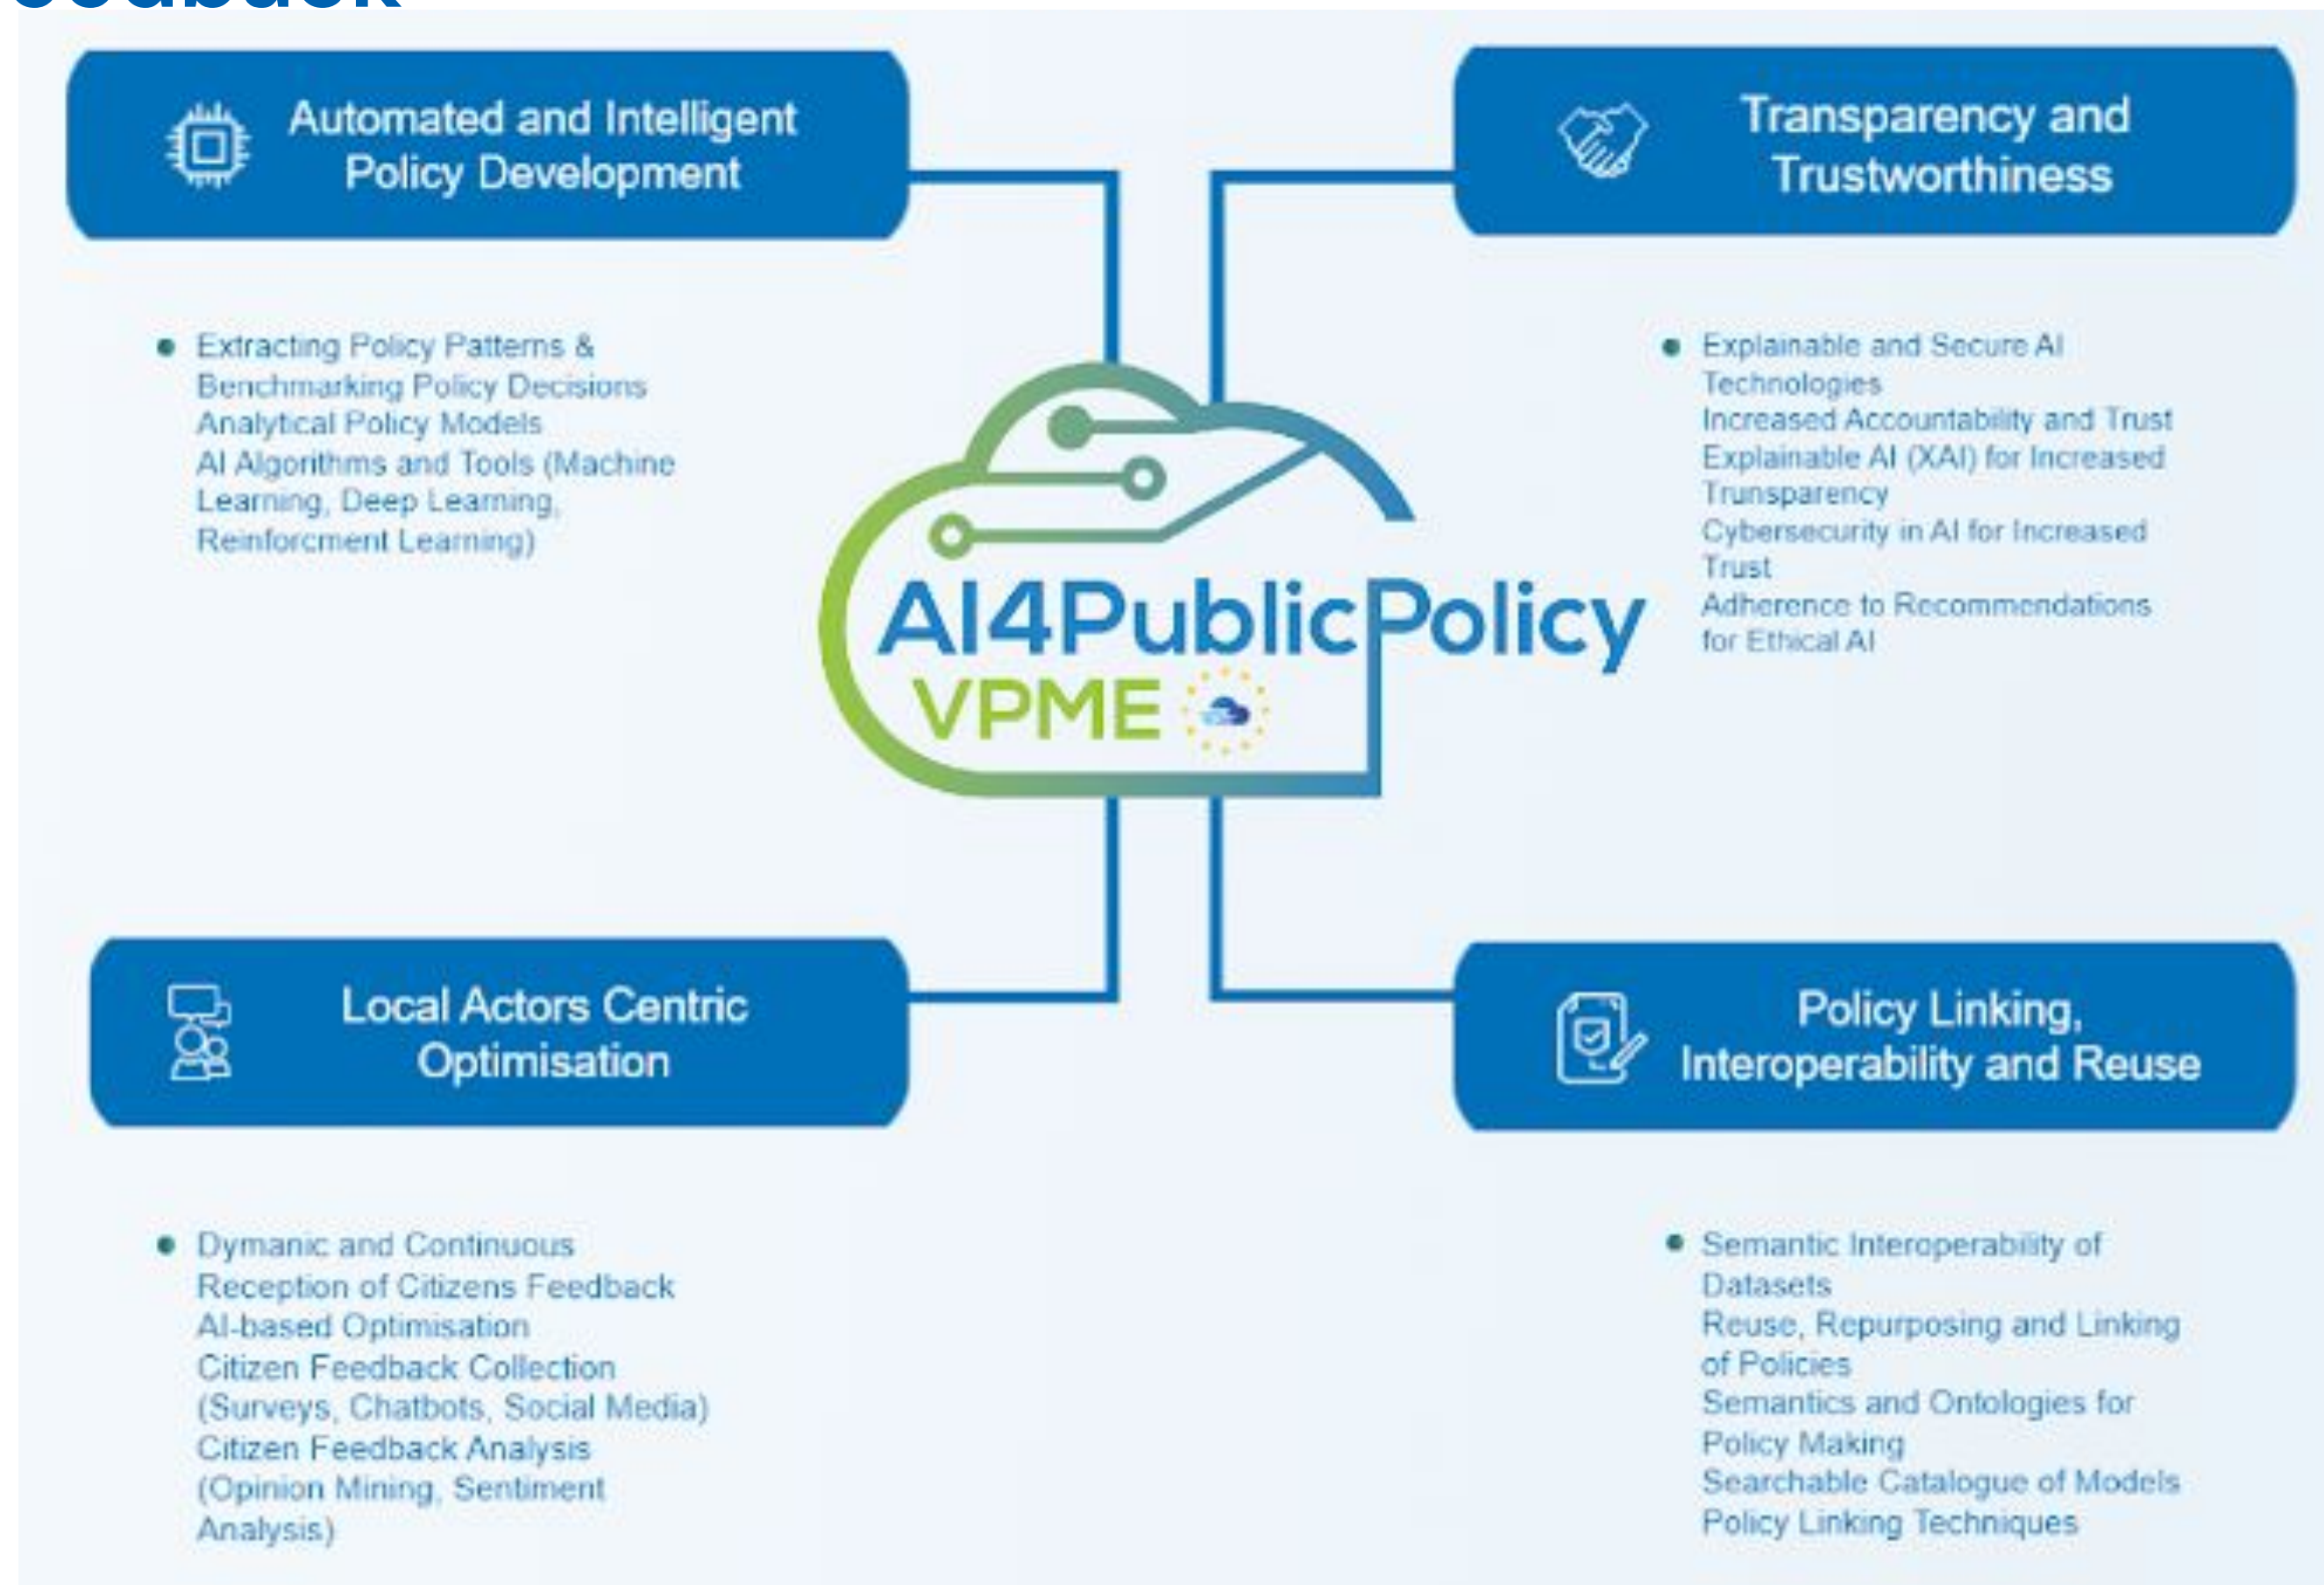 Automated and Intelligent
Policy Development
Extracting Policy Patterns &
Benchmarking Policy Decisions
Analytical Policy Models
AI Algorithms and Tools (Machine
Learning, Deep Learning,
Reinforcment Learning)
Transparency and
Trustworthiness
Explainable and Secure AI
Technologies
Increased Accountability and Trust
Explainable AI (XAI) for Increased
Trunsparency
Cybersecurity in AI for Increased
Trust
Adherence to Recommendations
for Ethical AI
AI4PublicPolicy
VPME
Local Actors Centric
Optimisation
Dymanic and Continuous
Reception of Citizens Feedback
AI-based Optimisation
Citizen Feedback Collection
(Surveys, Chatbots, Social Media)
Citizen Feedback Analysis
(Opinion Mining, Sentiment
Analysis)
Policy Linking,
Interoperability and Reuse
Semantic Interoperability of
Datasets
Reuse, Repurposing and Linking
of Policies
Semantics and Ontologies for
Policy Making
Searchable Catalogue of Models
Policy Linking Techniques